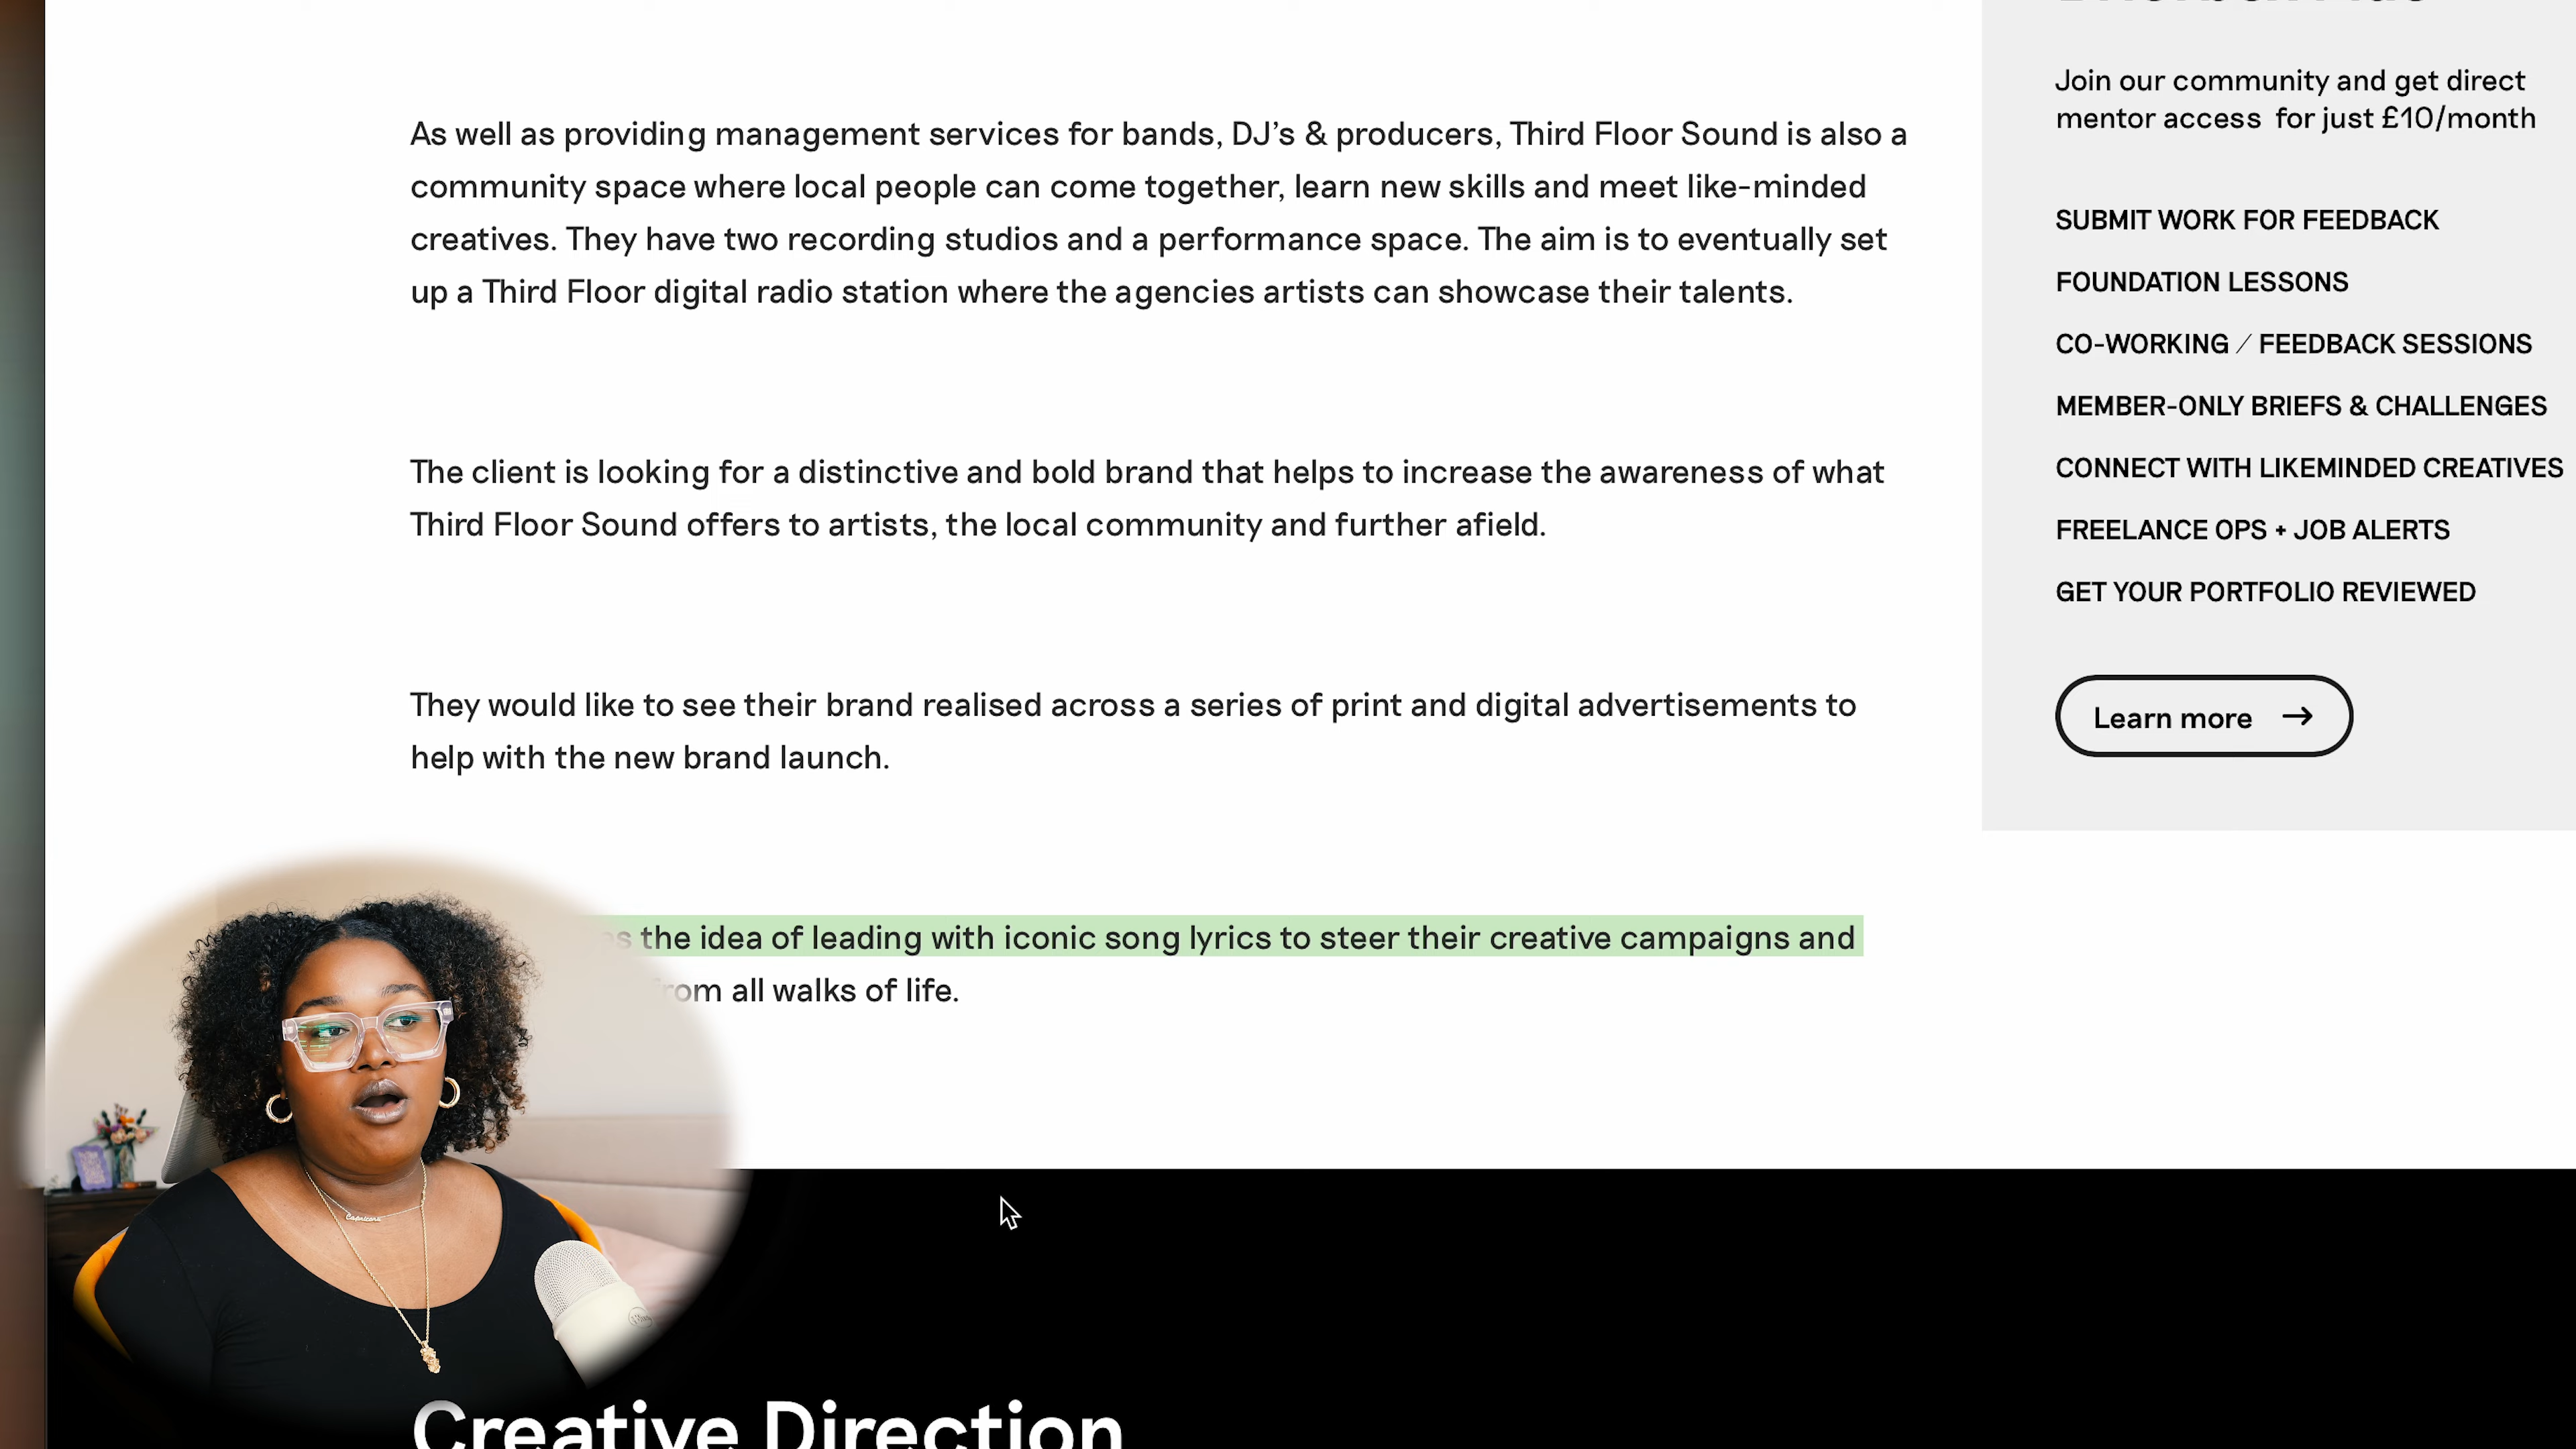 As well as providing management services for bands, DJ's & producers, Third Floor Sound is also a
community space where local people can come together, learn new skills and meet like-minded
creatives. They have two recording studios and a performance space. The aim is to eventually set
up a Third Floor digital radio station where the agencies artists can showcase their talents.
The client is looking for a distinctive and bold brand that helps to increase the awareness of what
Third Floor Sound offers to artists, the local community and further afield.
They would like to see their brand realised across a series of print and digital advertisements to
help with the new brand launch.
the idea of leading with iconic song lyrics to steer their creative campaigns and
all walks of life.
Creative Direction
Join our community and get direct
mentor access for just £10/month
SUBMIT WORK FOR FEEDBACK
FOUNDATION LESSONS
CO-WORKING / FEEDBACK SESSIONS
MEMBER-ONLY BRIEFS & CHALLENGES
CONNECT WITH LIKEMINDED CREATIVES
FREELANCE OPS + JOB ALERTS
GET YOUR PORTFOLIO REVIEWED
Learn more →